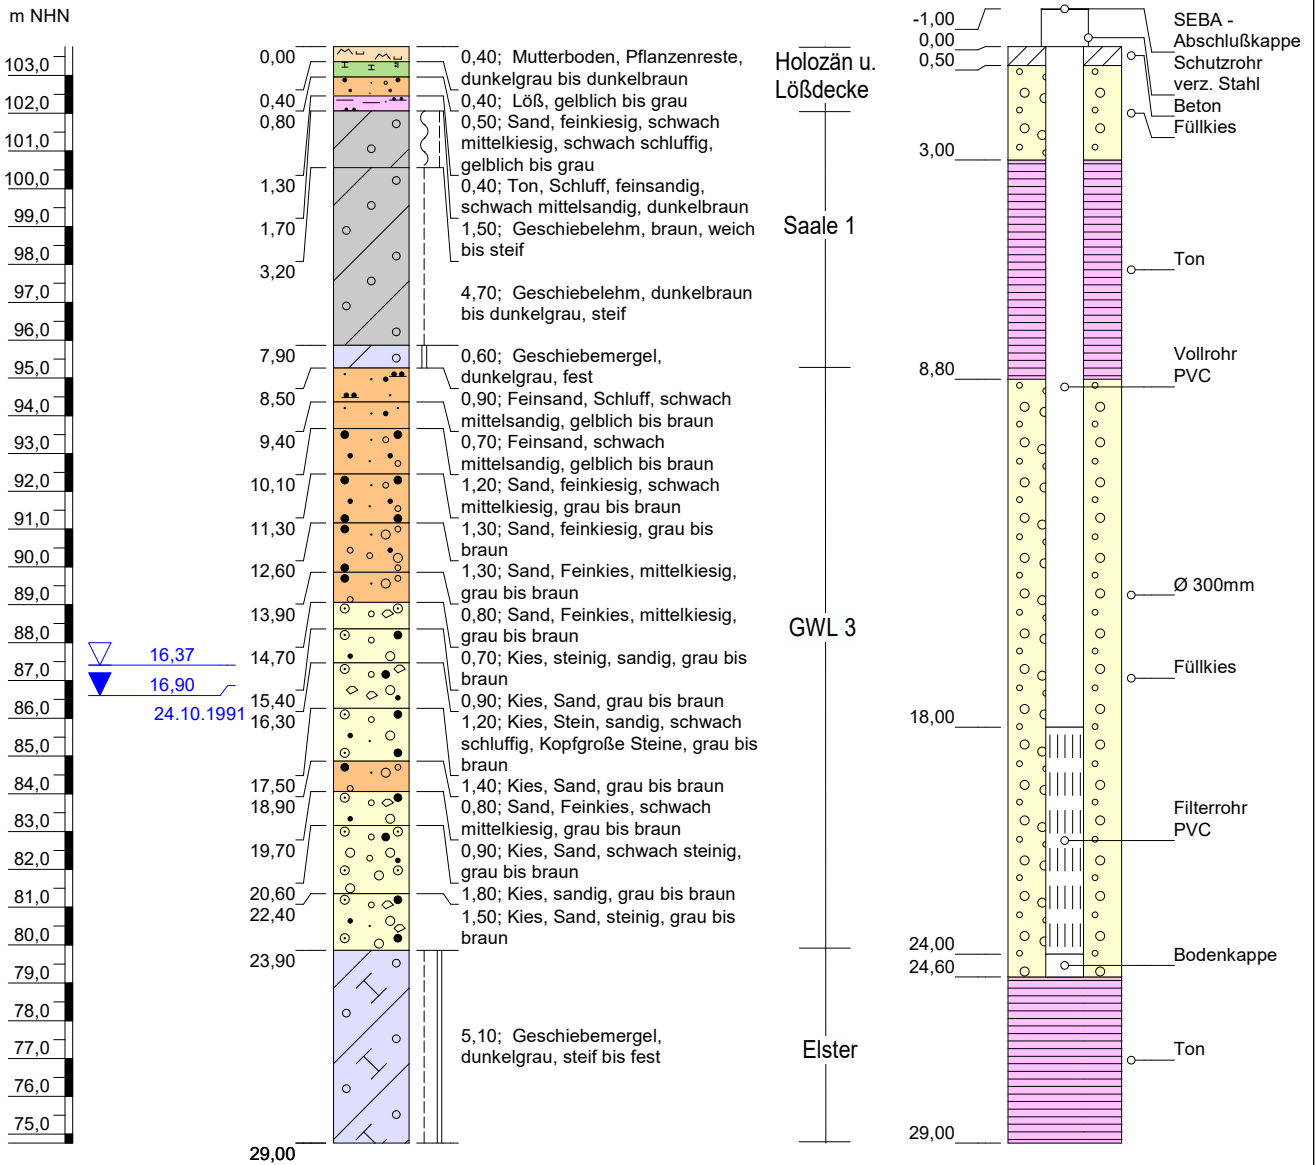 m NHN
103,0
102,0
101,0
100,0
99,0
98,0
97,0
96,0
95,0
94,0
93,0
92,0
91,0
90,0
89,0
88,0
87,0
86,0
85,0
84,0
83,0
82,0
81,0
80,0
79,0
78,0
77,0
76,0
75,0
16,37
16,90
24.10.1991
0,00
0,40
0,80
1,30
1,70
3,20
7,90
8,50
9,40
10,10
11,30
12,60
13,90
14,70
15,40
16,30
17,50
18,90
19,70
20,60
22,40
23,90
29,00
0,40; Mutterboden, Pflanzenreste,
dunkelgrau bis dunkelbraun
0,40; Löß, gelblich bis grau
0,50; Sand, feinkiesig, schwach
mittelkiesig, schwach schluffig,
gelblich bis grau
0,40; Ton, Schluff, feinsandig,
schwach mittelsandig, dunkelbraun
1,50; Geschiebelehm, braun, weich
bis steif
4,70; Geschiebelehm, dunkelbraun
bis dunkelgrau, steif
0,60; Geschiebemergel,
dunkelgrau, fest
0,90; Feinsand, Schluff, schwach
mittelsandig, gelblich bis braun
0,70; Feinsand, schwach
mittelsandig, gelblich bis braun
1,20; Sand, feinkiesig, schwach
mittelkiesig, grau bis braun
1,30; Sand, feinkiesig, grau bis
braun
1,30; Sand, Feinkies, mittelkiesig,
grau bis braun
0,80; Sand, Feinkies, mittelkiesig,
grau bis braun
0,70; Kies, steinig, sandig, grau bis
braun
0,90; Kies, Sand, grau bis braun
1,20; Kies, Stein, sandig, schwach
schluffig, Kopfgroße Steine, grau bis
braun
1,40; Kies, Sand, grau bis braun
0,80; Sand, Feinkies, schwach
mittelkiesig, grau bis braun
0,90; Kies, Sand, schwach steinig,
grau bis braun
1,80; Kies, sandig, grau bis braun
1,50; Kies, Sand, steinig, grau bis
braun
5,10; Geschiebemergel,
dunkelgrau, steif bis fest
Holozän u.
Lößdecke
Saale 1
GWL 3
Elster
-1,00
0,00
0,50
3,00
8,80
18,00
24,00
24,60
29,00
SEBA -
Abschlußkappe
Schutzrohr
verz. Stahl
Beton
Füllkies
Ton
Vollrohr
PVC
Ø 300mm
Füllkies
Filterrohr
PVC
Bodenkappe
Ton